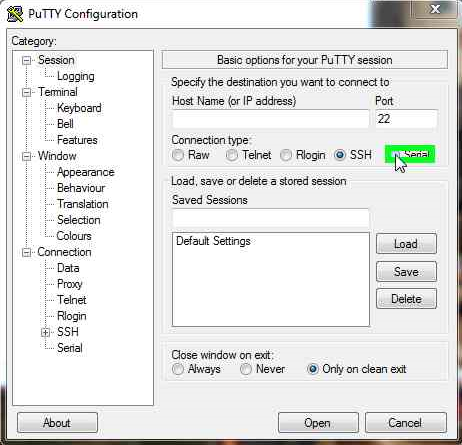 PuTTY Configuration
Category:
Session
Logging
Terminal
Keyboard
Bell
Features
Window
Appearance
Behaviour
Translation
Selection
Colours
Connection
Data
Proxy
Telnet
Rlogin
SSH
Serial
Basic options for your PuTTY session
Specify the destination you want to connect to
Host Name (or IP address) Port
22
Connection type:
Raw Telnet Rlogin SSH Serial
Load, save or delete a stored session
Saved Sessions
Default Settings
Load
Save
Delete
Close window on exit:
Always Never Only on clean exit
About Open Cancel